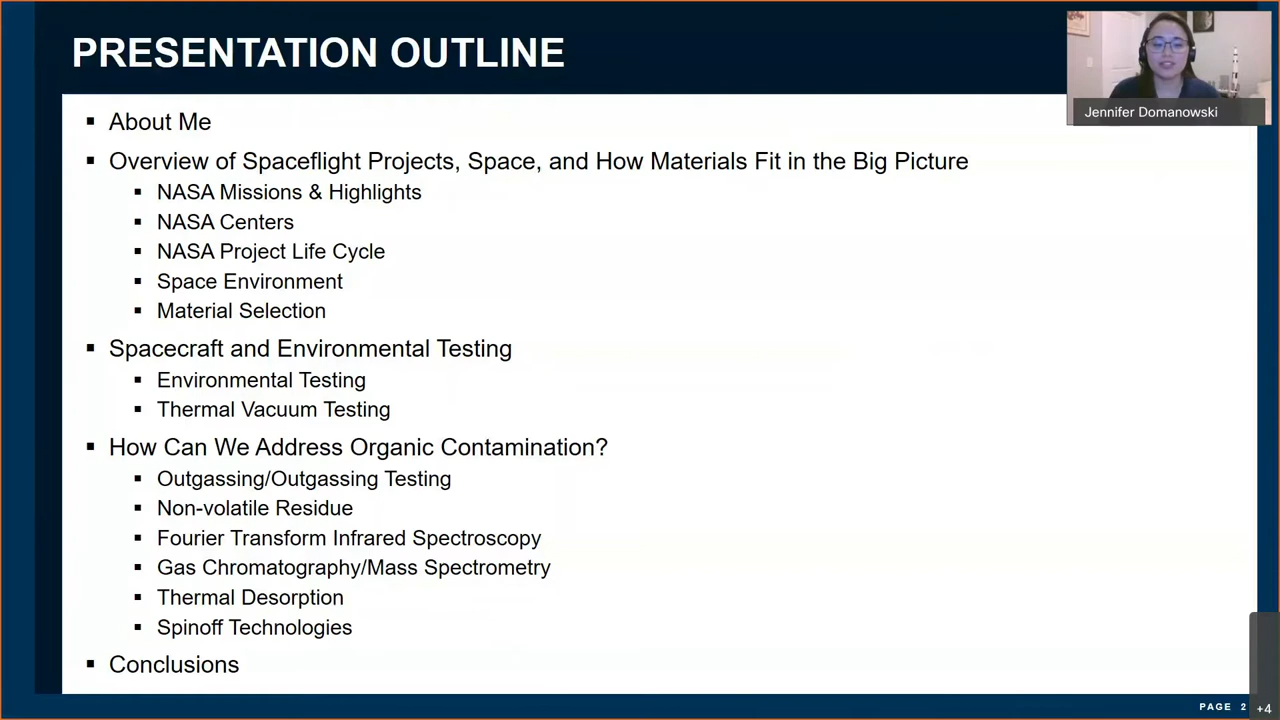 PRESENTATION OUTLINE
Jennifer Domanowski
▪ About Me
▪ Overview of Spaceflight Projects, Space, and How Materials Fit in the Big Picture
▪ NASA Missions & Highlights
▪ NASA Centers
▪ NASA Project Life Cycle
▪ Space Environment
▪ Material Selection
▪ Spacecraft and Environmental Testing
▪ Environmental Testing
▪ Thermal Vacuum Testing
▪ How Can We Address Organic Contamination?
▪ Outgassing/Outgassing Testing
▪ Non-volatile Residue
▪ Fourier Transform Infrared Spectroscopy
▪ Gas Chromatography/Mass Spectrometry
▪ Thermal Desorption
▪ Spinoff Technologies
▪ Conclusions
PAGE 2
+4